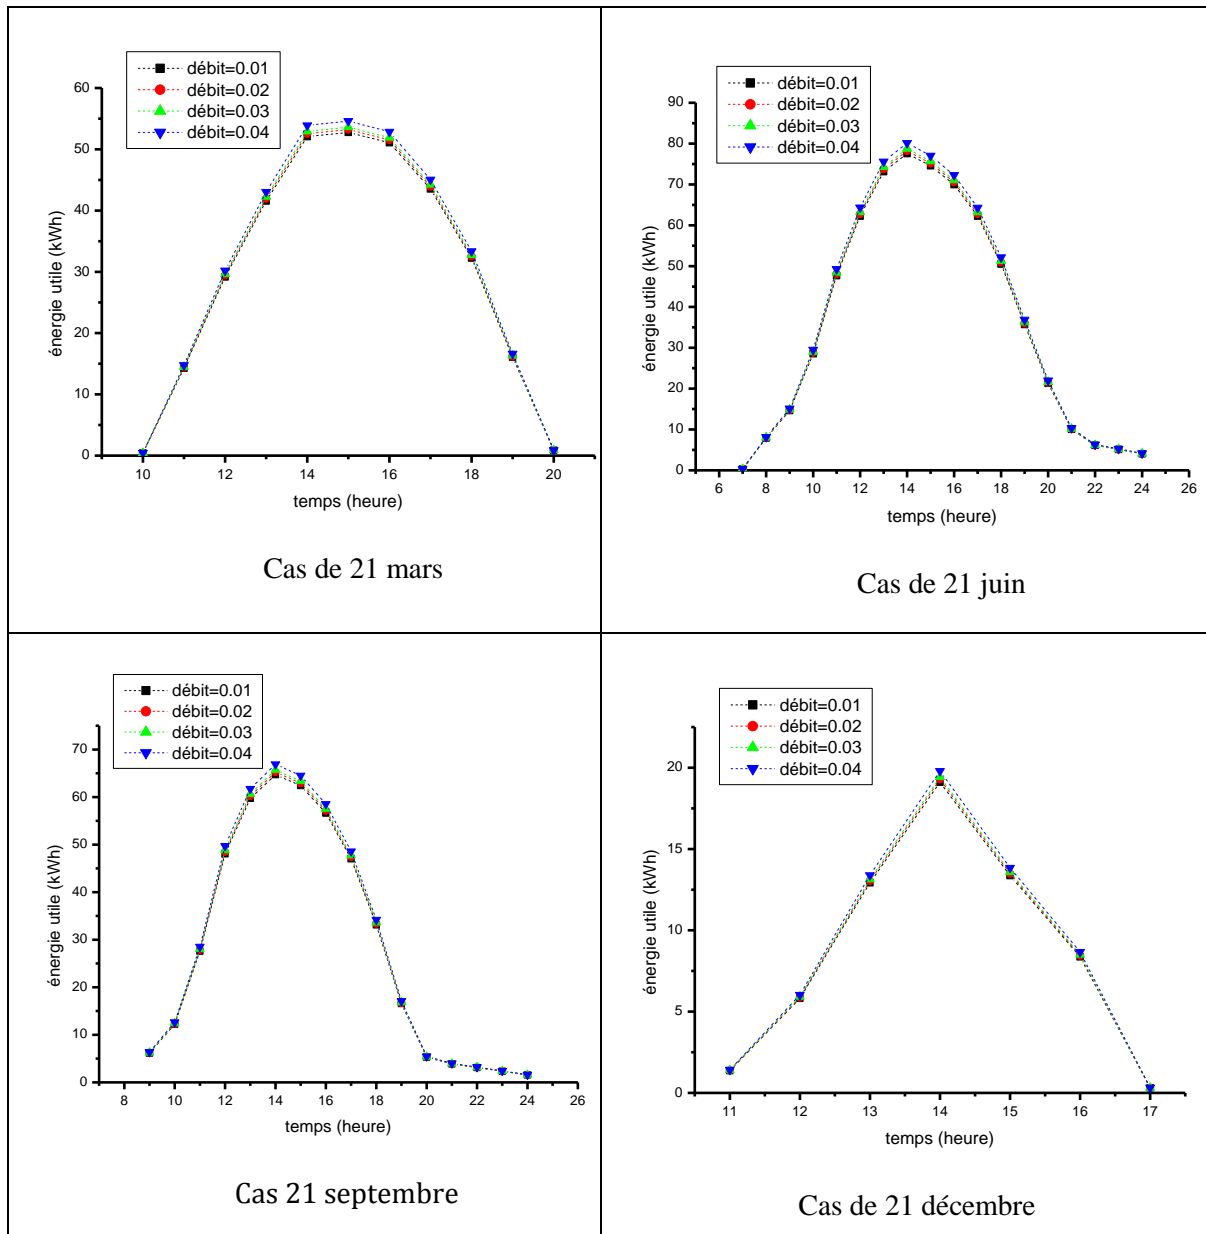 débit=0.01
débit=0.02
débit=0.03
débit=0.04
60
50
40
30
20
10
0
énergie utile (kWh)
10 12 14 16 18 20
temps (heure)
Cas de 21 mars
débit=0.01
débit=0.02
débit=0.03
débit=0.04
90
80
70
60
50
40
30
20
10
0
énergie utile (kWh)
6 8 10 12 14 16 18 20 22 24 26
temps (heure)
Cas de 21 juin
débit=0.01
débit=0.02
débit=0.03
débit=0.04
70
60
50
40
30
20
10
0
énergie utile (kWh)
8 10 12 14 16 18 20 22 24 26
temps (heure)
Cas 21 septembre
débit=0.01
débit=0.02
débit=0.03
débit=0.04
20
15
10
5
0
énergie utile (kWh)
11 12 13 14 15 16 17
temps (heure)
Cas de 21 décembre